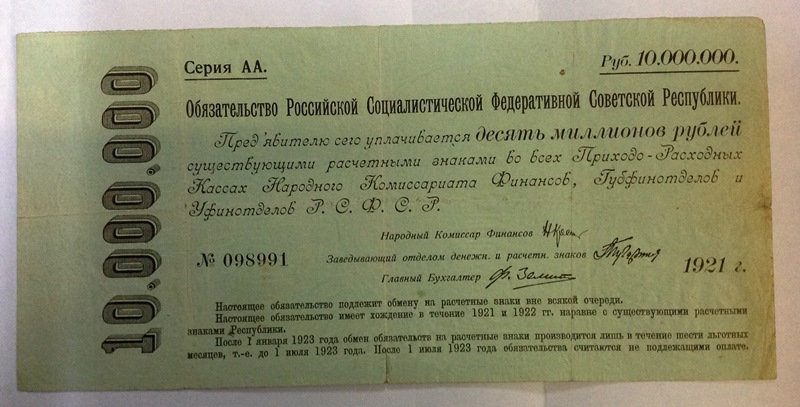 10.000.000
Серия АА.
Руб. 10.000.000.
Обязательство Российской Социалистической Федеративной Советской Республики.
Пред'явителю сего уплачивается десять миллионов рублей
существующими расчетными знаками во всех Приходо-Расходных
Кассах Народного Комиссариата Финансов, Губфинотделов и
Уфинотделов Р. С. Ф. С. Р.
Народный Комиссар Финансов
№ 098991
Заведывающий отделом денежн. и расчетн. знаков
1921 г.
Главный Бухгалтер
Настоящее обязательство подлежит обмену на расчетные знаки вне всякой очереди.
Настоящее обязательство имеет хождение в течение 1921 и 1922 гг. наравне с существующими расчетными
знаками Республики.
После 1 января 1923 года обмен обязательств на расчетные знаки производится лишь в течение шести льготных
месяцев, т.-е. до 1 июля 1923 года. После 1 июля 1923 года обязательства считаются не подлежащими оплате.